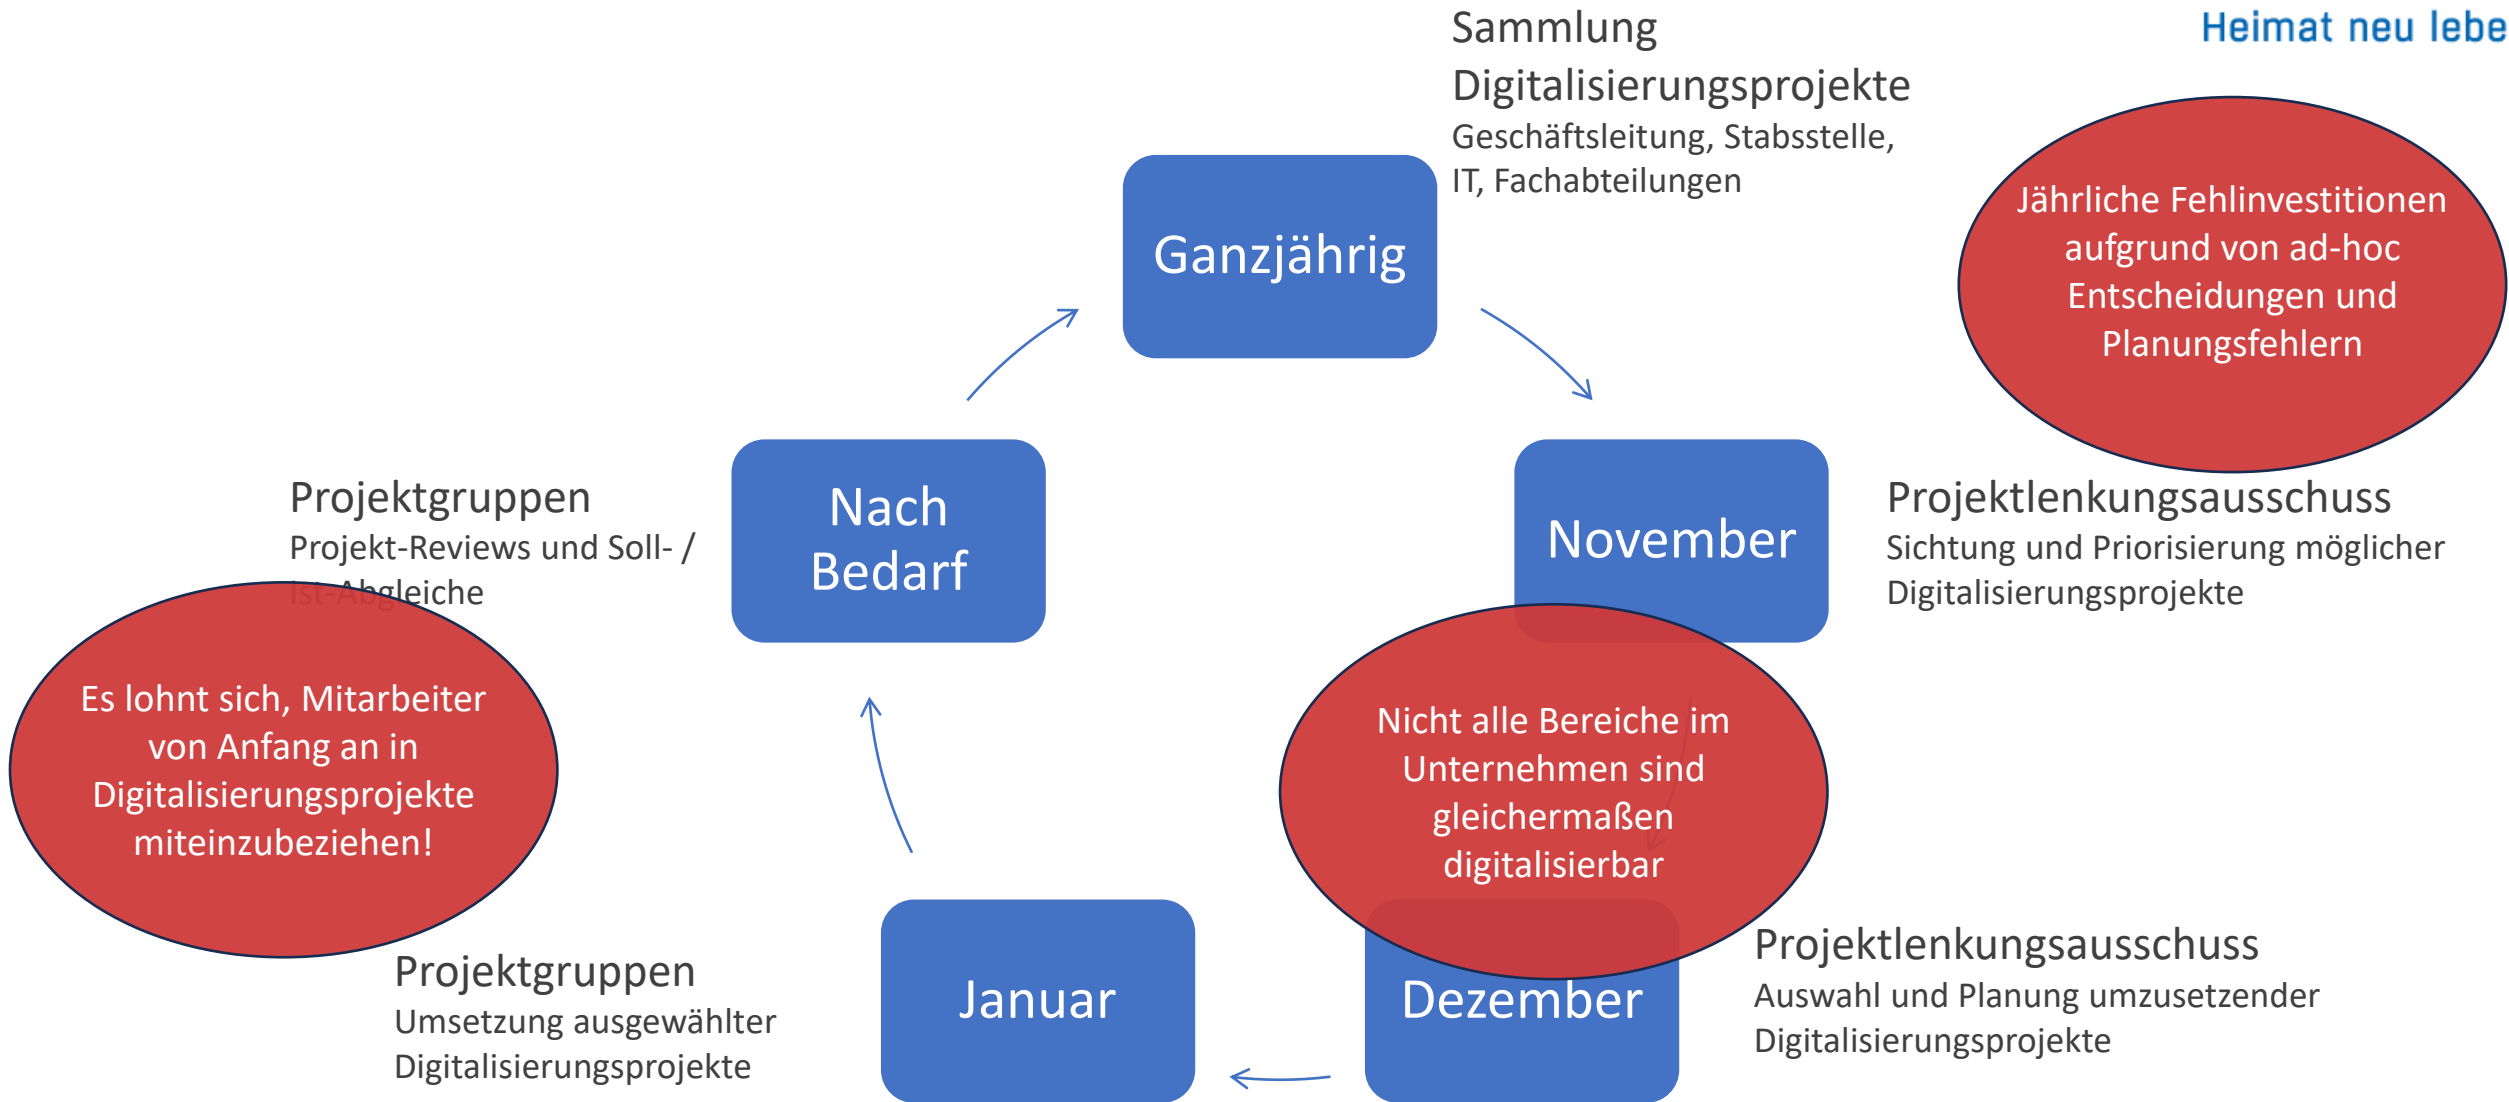 Heimat neu lebe
Sammlung
Digitalisierungsprojekte
Geschäftsleitung, Stabsstelle,
IT, Fachabteilungen
Ganzjährig
Jährliche Fehlinvestitionen
aufgrund von ad-hoc
Entscheidungen und
Planungsfehlern
Projektgruppen
Projekt-Reviews und Soll- /
Ist-Abgleiche
Nach
Bedarf
November
Projektlenkungsausschuss
Sichtung und Priorisierung möglicher
Digitalisierungsprojekte
Es lohnt sich, Mitarbeiter
von Anfang an in
Digitalisierungsprojekte
miteinzubeziehen!
Nicht alle Bereiche im
Unternehmen sind
gleichermaßen
digitalisierbar
Projektgruppen
Umsetzung ausgewählter
Digitalisierungsprojekte
Januar
Dezember
Projektlenkungsausschuss
Auswahl und Planung umzusetzender
Digitalisierungsprojekte